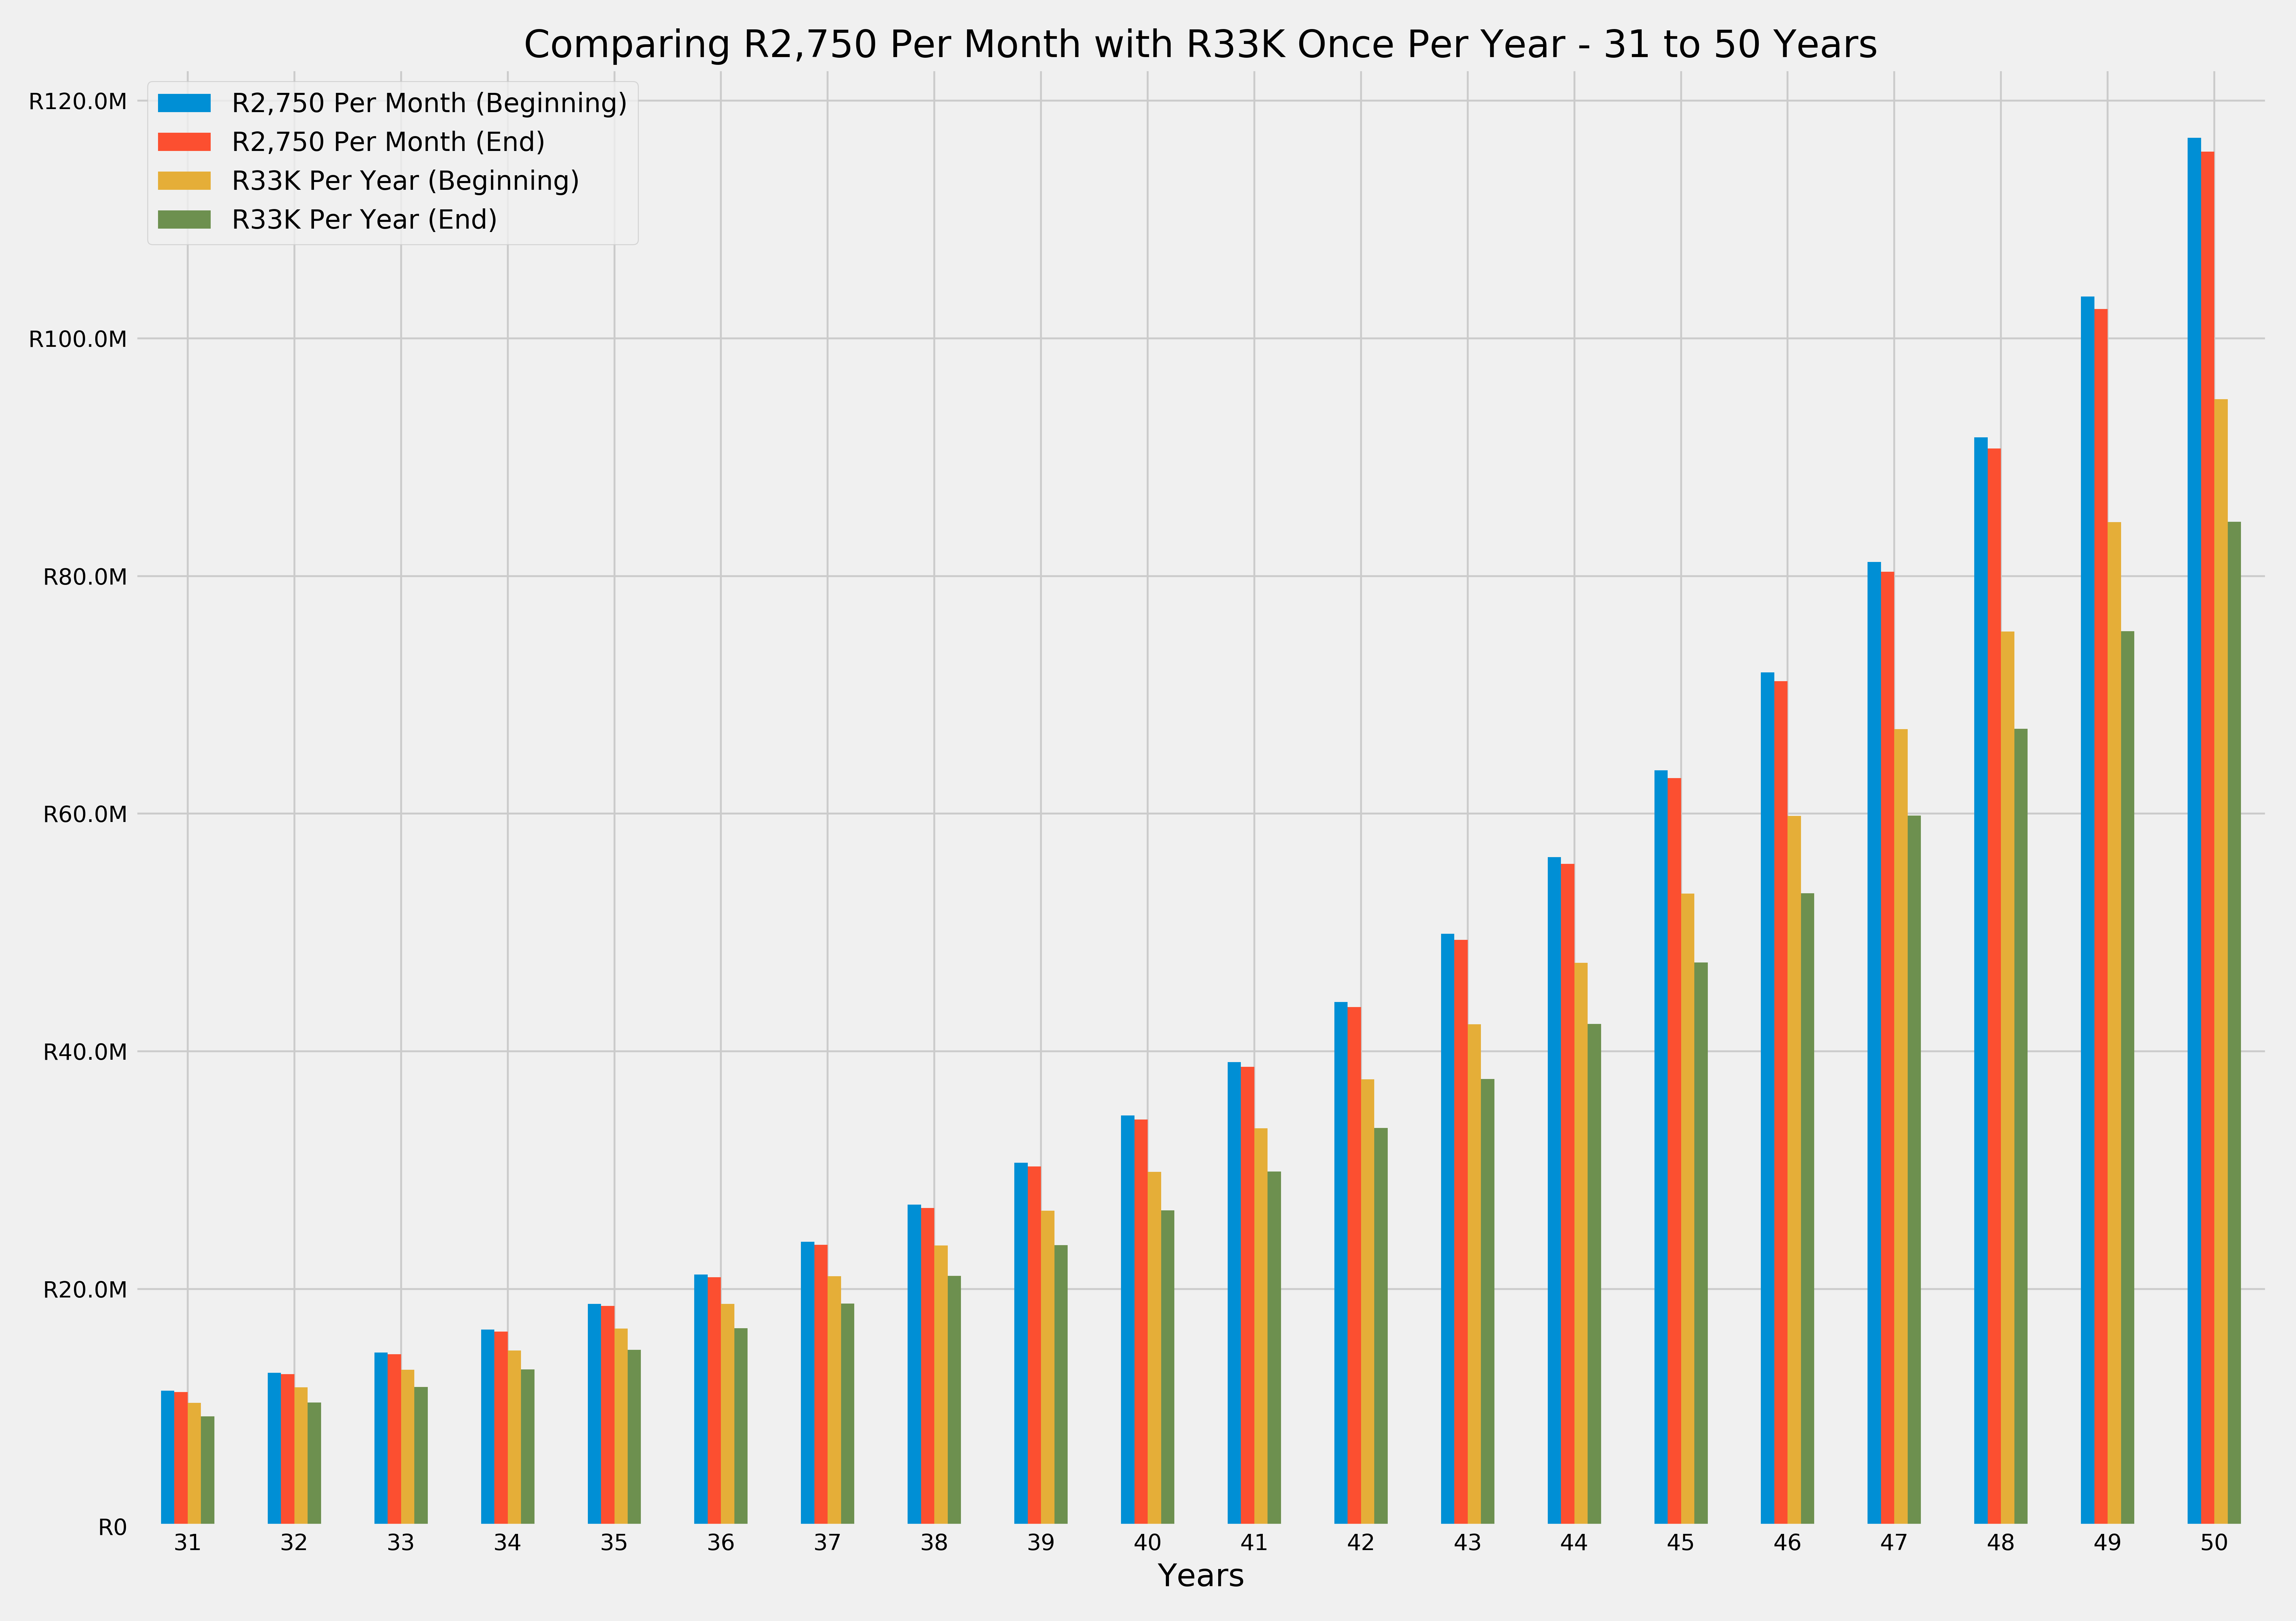 Comparing R2,750 Per Month with R33K Once Per Year - 31 to 50 Years
R2,750 Per Month (Beginning)
R2,750 Per Month (End)
R33K Per Year (Beginning)
R33K Per Year (End)
R120.0M
R100.0M
R80.0M
R60.0M
R40.0M
R20.0M
R0
31 32 33 34 35 36 37 38 39 40 41 42 43 44 45 46 47 48 49 50
Years